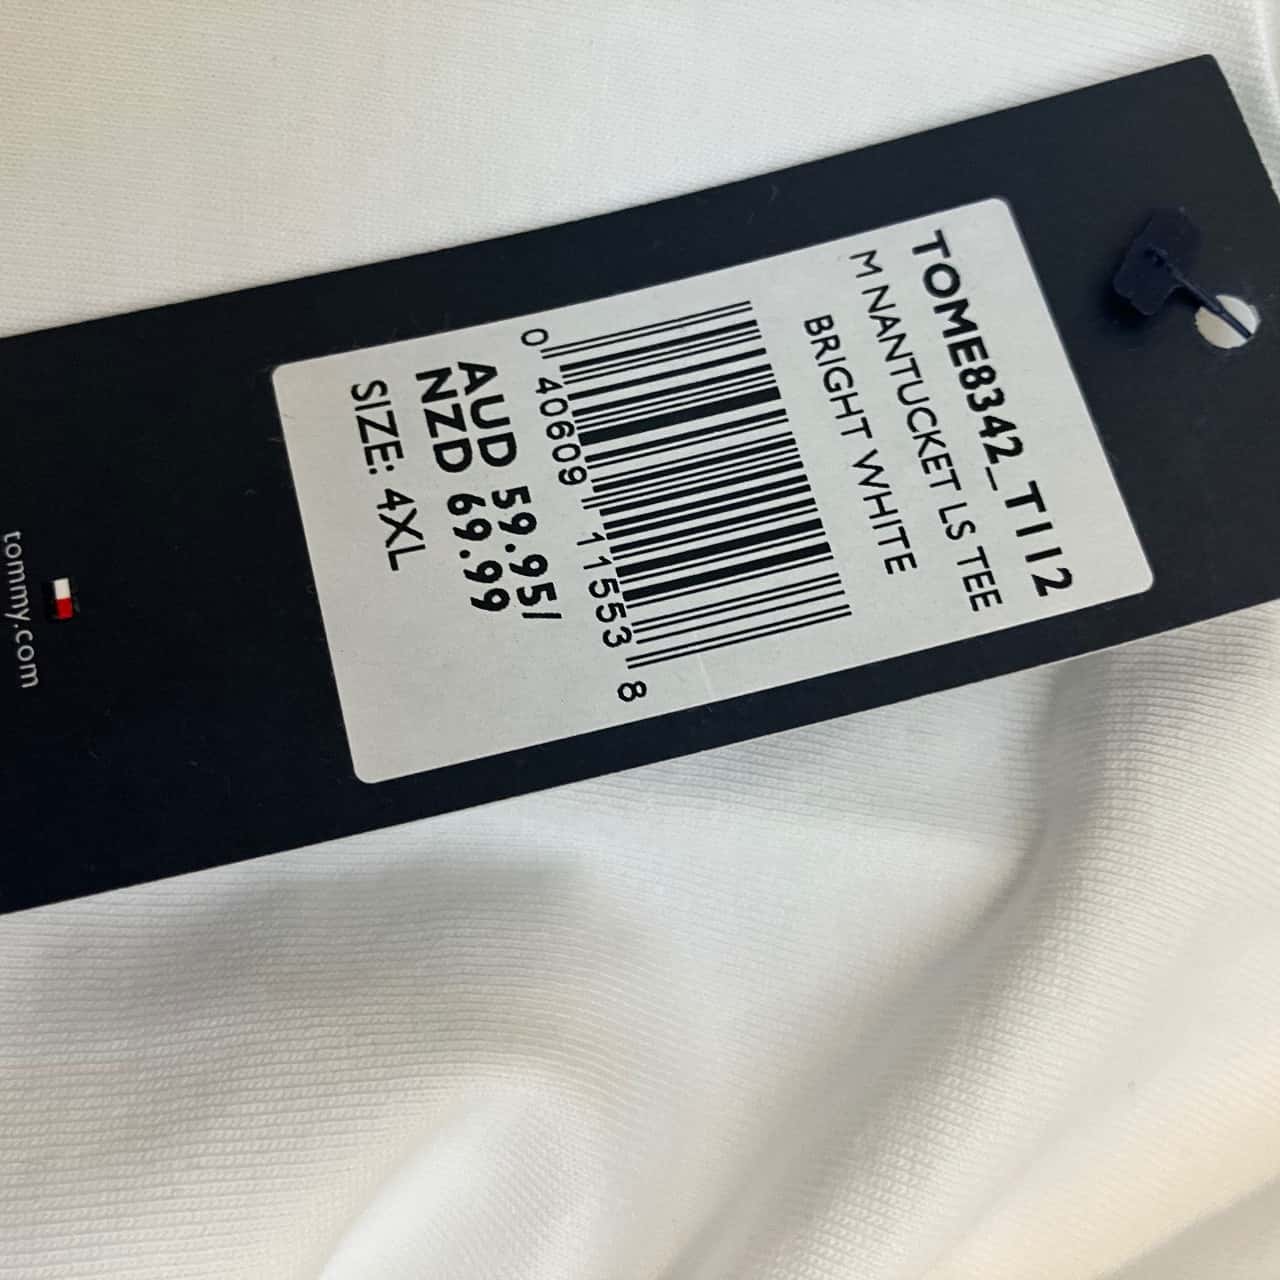 TOME8342_T112
M NANTUCKET LS TEE
BRIGHT WHITE
0 40609 11553 8
AUD 59.95/
NZD 69.99
SIZE: 4XL
tommy.com